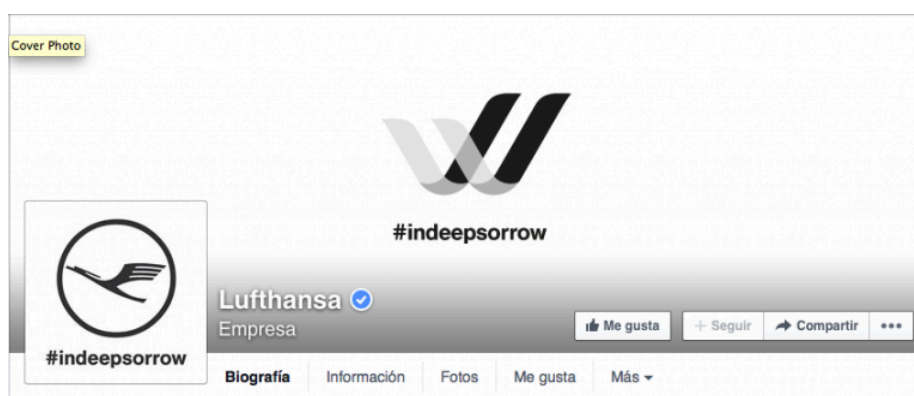 Cover Photo
#indeepsorrow
Lufthansa
Empresa
Me gusta
+ Seguir
Compartir
#indeepsorrow
Biografía
Información
Fotos
Me gusta
Más